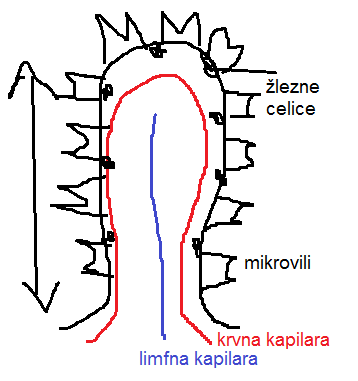 žlezne
celice
mikrovili
krvna kapilara
limfna kapilara